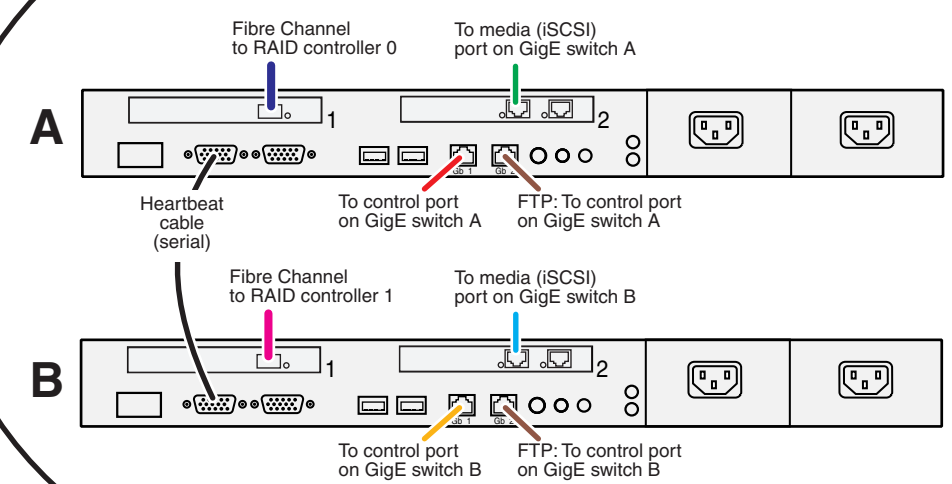 Fibre Channel
to RAID controller 0
To media (iSCSI)
port on GigE switch A
A
1
2
Gb 1
Gb 2
To control port
on GigE switch A
FTP: To control port
on GigE switch A
Heartbeat
cable
(serial)
Fibre Channel
to RAID controller 1
To media (iSCSI)
port on GigE switch B
B
1
2
Gb 1
Gb 2
To control port
on GigE switch B
FTP: To control port
on GigE switch B